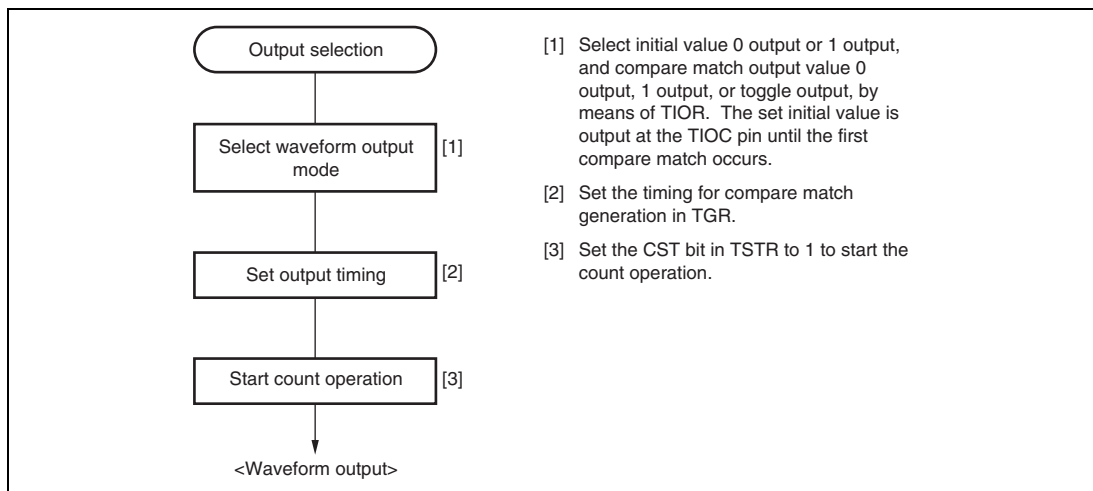 Output selection
Select waveform output
mode
[1]
Set output timing
[2]
Start count operation
[3]
<Waveform output>
[1] Select initial value 0 output or 1 output,
and compare match output value 0
output, 1 output, or toggle output, by
means of TIOR. The set initial value is
output at the TIOC pin until the first
compare match occurs.
[2] Set the timing for compare match
generation in TGR.
[3] Set the CST bit in TSTR to 1 to start the
count operation.